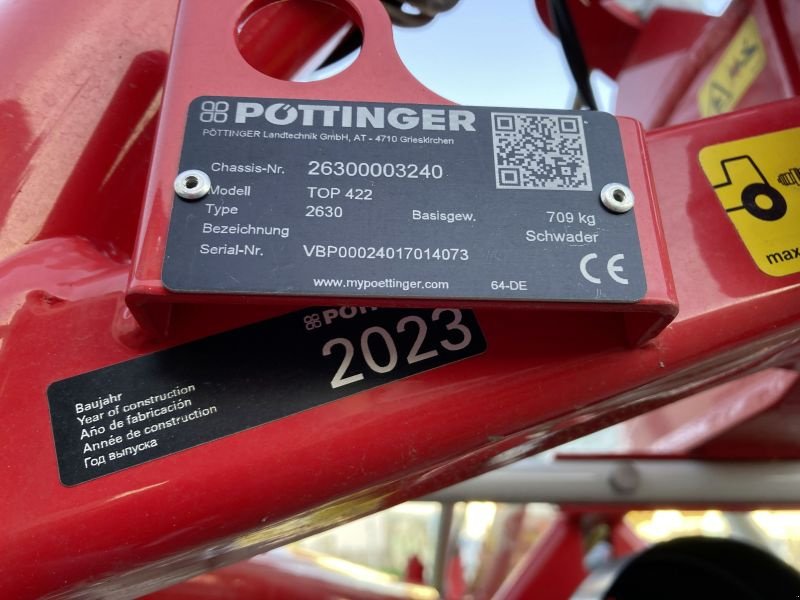 PÖTTINGER
PÖTTINGER Landtechnik GmbH, AT - 4710 Grieskirchen
Chassis-Nr. 26300003240
Modell TOP 422
Type 2630 Basisgew. 709 kg
Bezeichnung Schwader
Serial-Nr. VBP00024017014073
CE
www.mypoettinger.com 64-DE
2023
Baujahr
Year of construction
Año de fabricación
Année de construction
Год выпуска
max